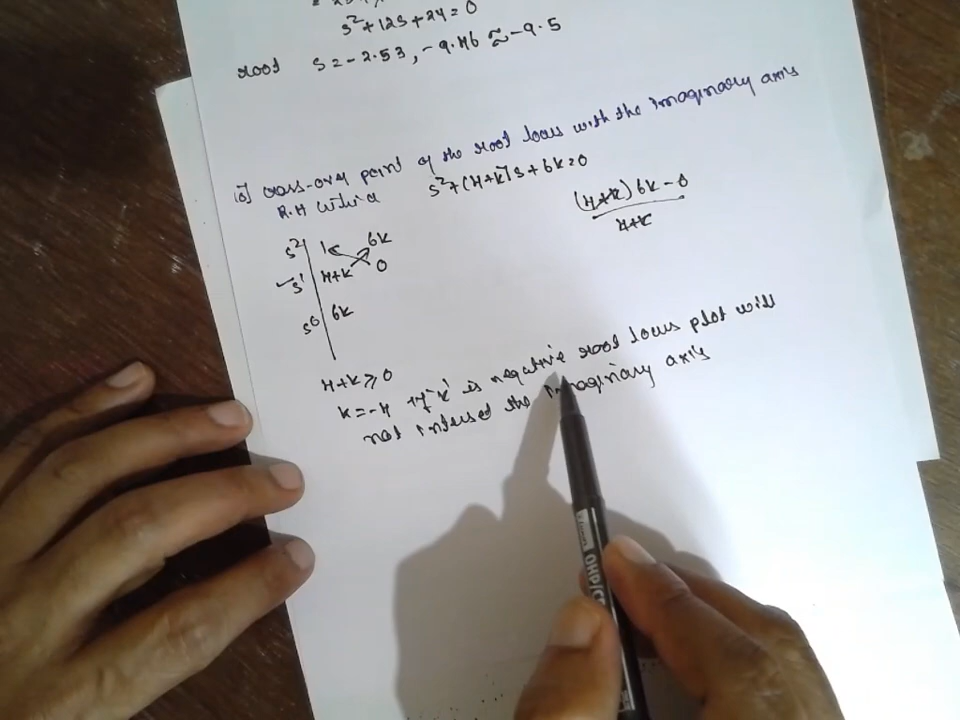 s²+12s+24=0
root s=-2.53, -9.46 ≈ -9.5
6] cross-over point of the root locus with the imaginary axis
R.H criteria s²+(4+k)s+6k=0
(4+k)6k-0
4+k
s² 1 6k
✓s¹ 4+k 0
s⁰ 6k
4+k ≥ 0
k=-4 if 'k' is negative root locus plot will
not intersect the imaginary axis
OHP/